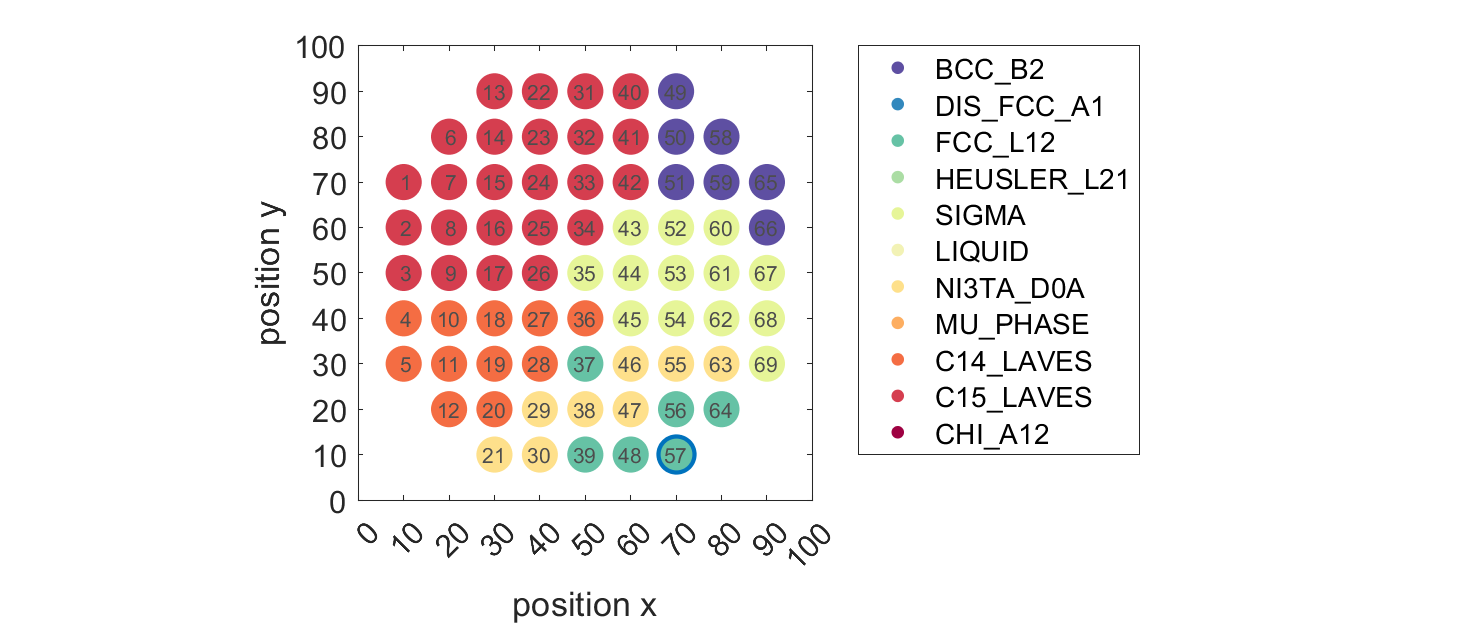 100
90
80
70
60
50
40
30
20
10
0
position y
13 22 31 40 49
6 14 23 32 41 50 58
1 7 15 24 33 42 51 59 65
2 8 16 25 34 43 52 60 66
3 9 17 26 35 44 53 61 67
4 10 18 27 36 45 54 62 68
5 11 19 28 37 46 55 63 69
12 20 29 38 47 56 64
21 30 39 48 57
0 10 20 30 40 50 60 70 80 90 100
position x
BCC_B2
DIS_FCC_A1
FCC_L12
HEUSLER_L21
SIGMA
LIQUID
NI3TA_D0A
MU_PHASE
C14_LAVES
C15_LAVES
CHI_A12